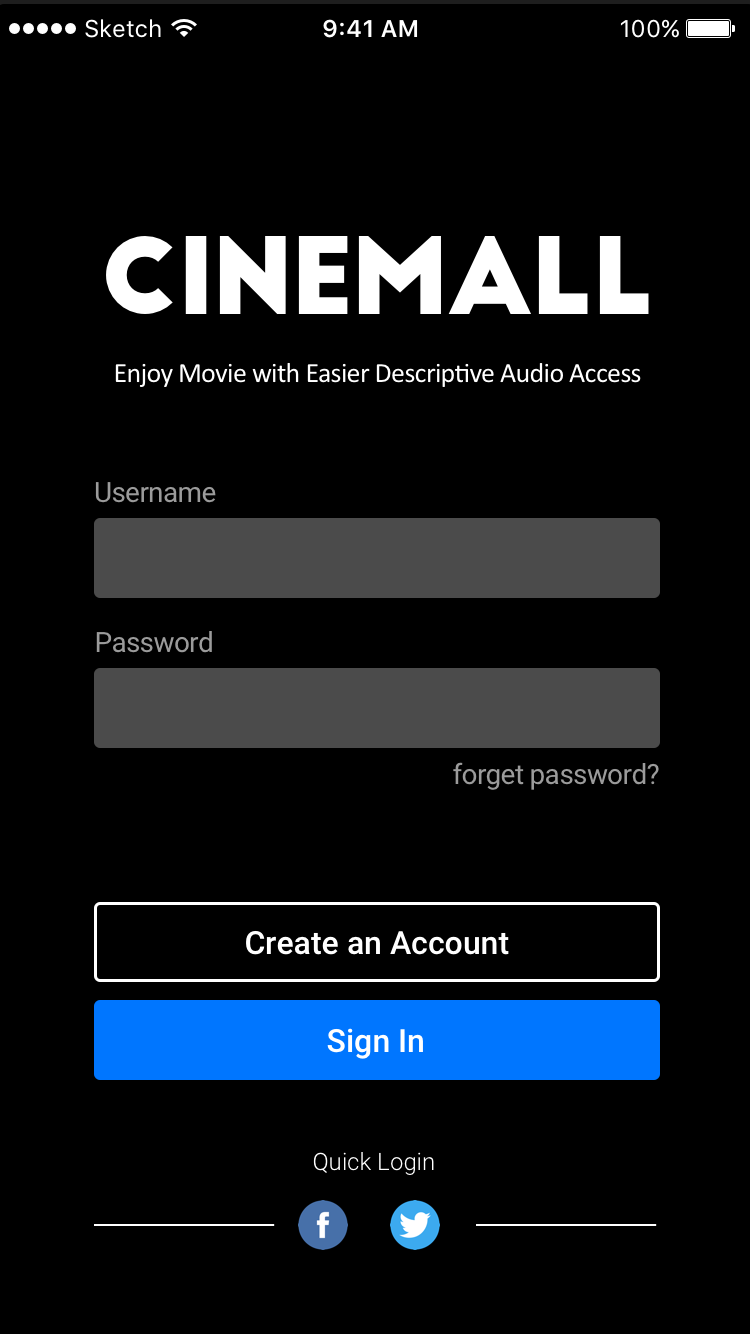 Sketch 9:41 AM 100%
CINEMALL
Enjoy Movie with Easier Descriptive Audio Access
Username
Password
forget password?
Create an Account
Sign In
Quick Login